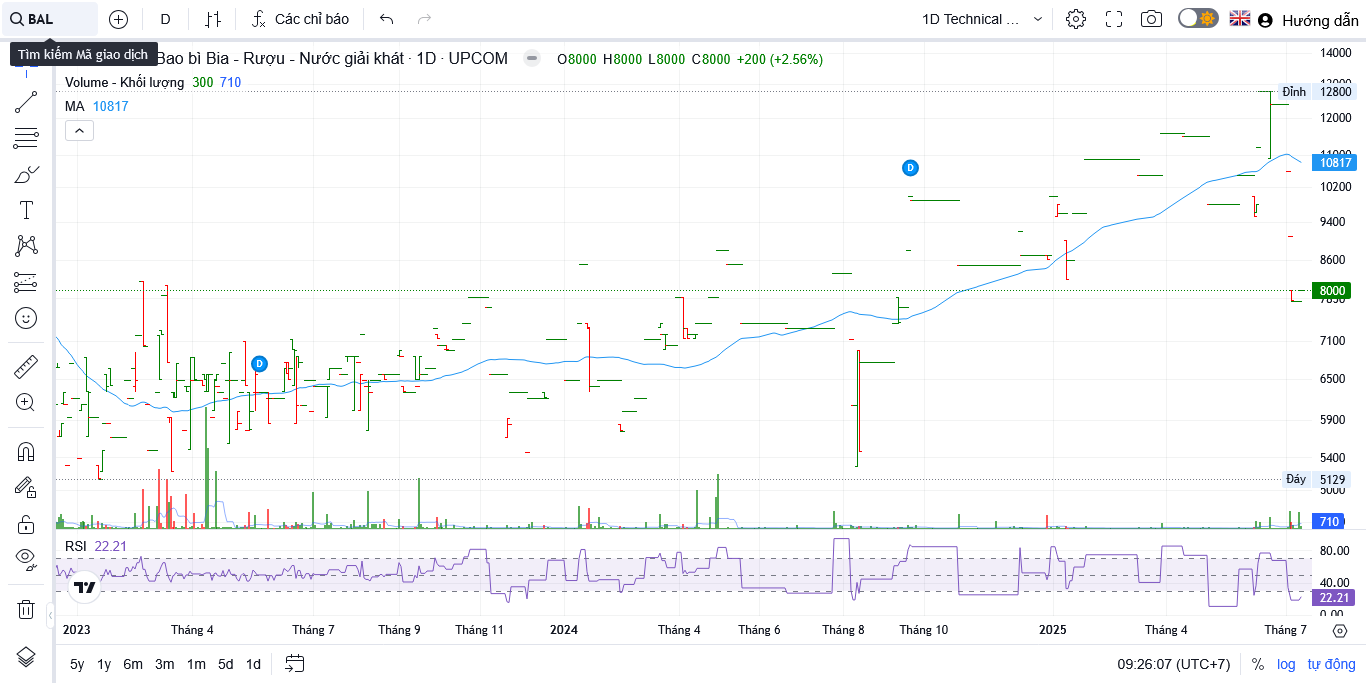 BAL
D
Các chỉ báo
1D Technical ...
Hướng dẫn
Tìm kiếm Mã giao dịch
Bao bì Bia - Rượu - Nước giải khát · 1D · UPCOM
O8000 H8000 L8000 C8000 +200 (+2.56%)
Volume - Khối lượng 300 710
MA 10817
14000
Đỉnh 12800
12000
10817
10200
9400
8600
8000
7100
6500
5900
5400
Đáy 5129
5000
710
D
D
RSI 22.21
80.00
40.00
22.21
0.00
2023 Tháng 4 Tháng 7 Tháng 9 Tháng 11 2024 Tháng 4 Tháng 6 Tháng 8 Tháng 10 2025 Tháng 4 Tháng 7
5y 1y 6m 3m 1m 5d 1d
09:26:07 (UTC+7) % log tự động